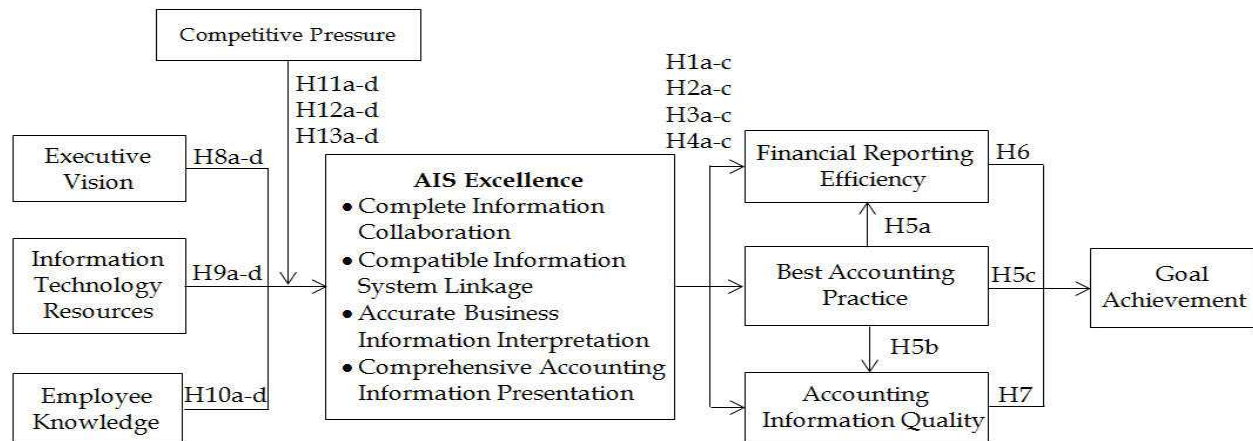 Competitive Pressure
H11a-d
H12a-d
H13a-d
H1a-c
H2a-c
H3a-c
H4a-c
Executive
Vision
H8a-d
Information
Technology
Resources
H9a-d
Employee
Knowledge
H10a-d
AIS Excellence
• Complete Information
Collaboration
• Compatible Information
System Linkage
• Accurate Business
Information Interpretation
• Comprehensive Accounting
Information Presentation
Financial Reporting
Efficiency
H6
H5a
Best Accounting
Practice
H5c
H5b
Accounting
Information Quality
H7
Goal
Achievement